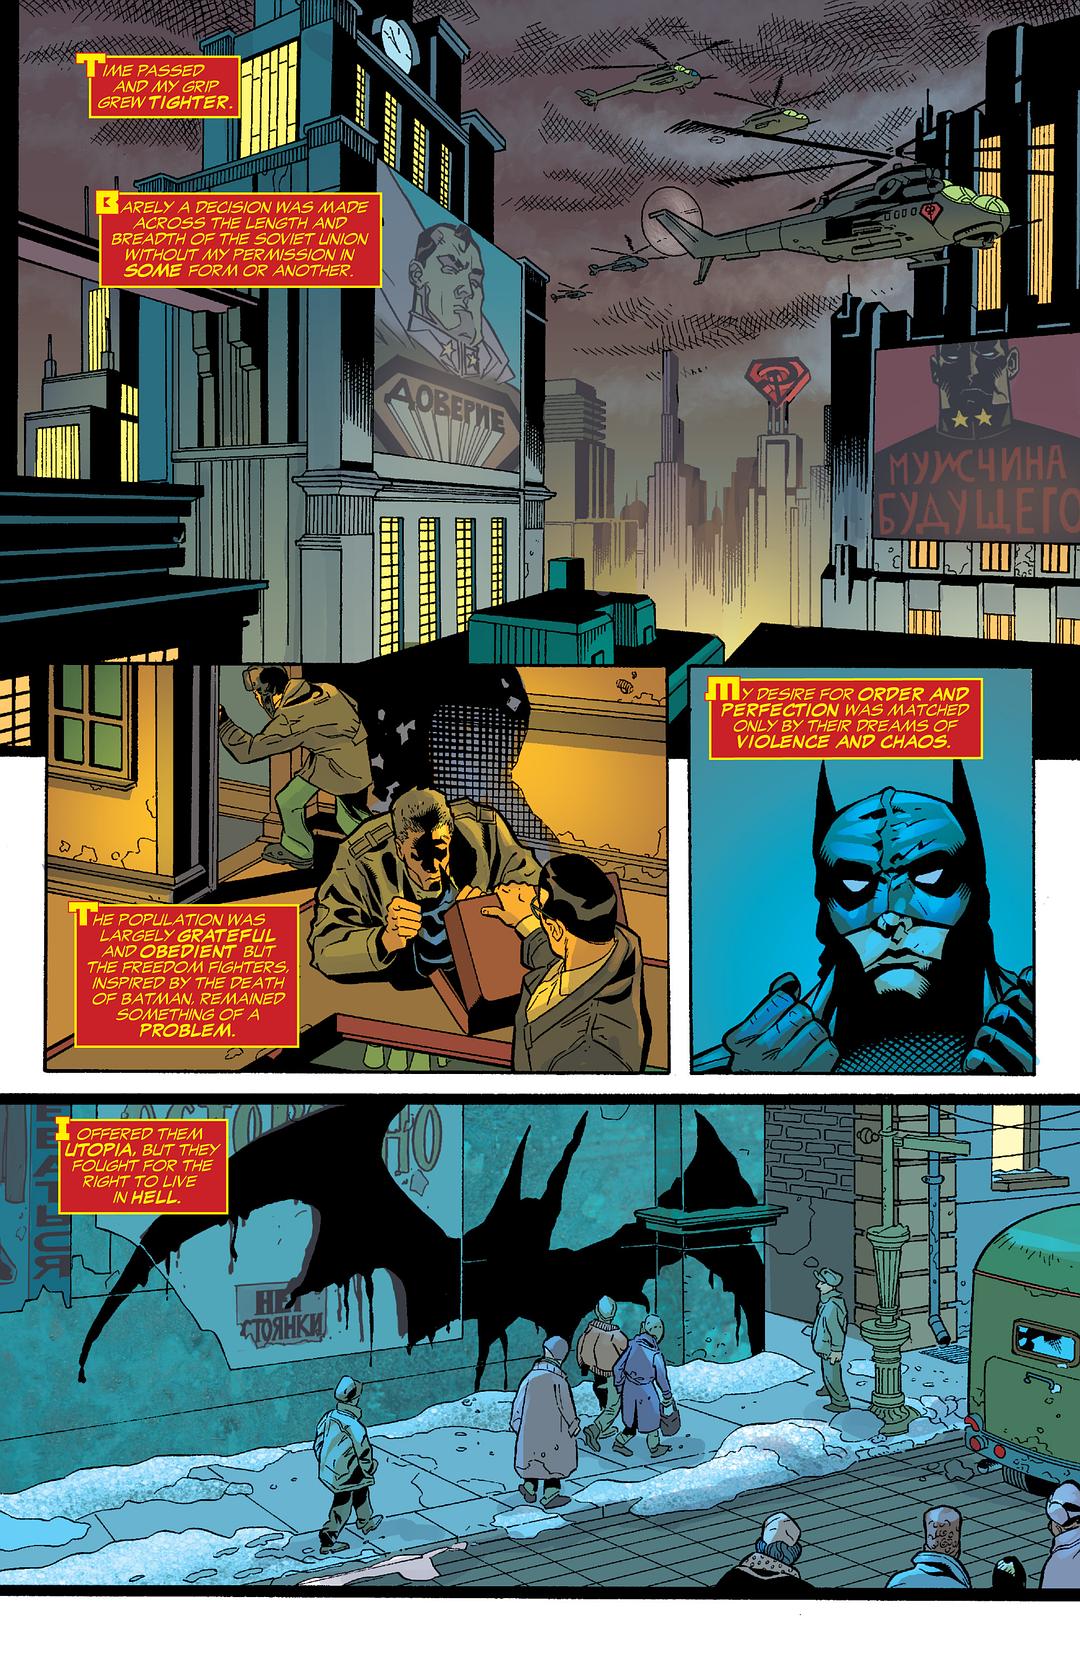 TIME PASSED
AND MY GRIP
GREW TIGHTER.
BARELY A DECISION WAS MADE
ACROSS THE LENGTH AND
BREADTH OF THE SOVIET UNION
WITHOUT MY PERMISSION IN
SOME FORM OR ANOTHER.
ДОВЕРИЕ
МУЖЧИНА
БУДУЩЕГО
THE POPULATION WAS
LARGELY GRATEFUL
AND OBEDIENT BUT
THE FREEDOM FIGHTERS,
INSPIRED BY THE DEATH
OF BATMAN, REMAINED
SOMETHING OF A
PROBLEM.
MY DESIRE FOR ORDER AND
PERFECTION WAS MATCHED
ONLY BY THEIR DREAMS OF
VIOLENCE AND CHAOS.
I OFFERED THEM
UTOPIA, BUT THEY
FOUGHT FOR THE
RIGHT TO LIVE
IN HELL.
НЕТ
СТОЯНКИ